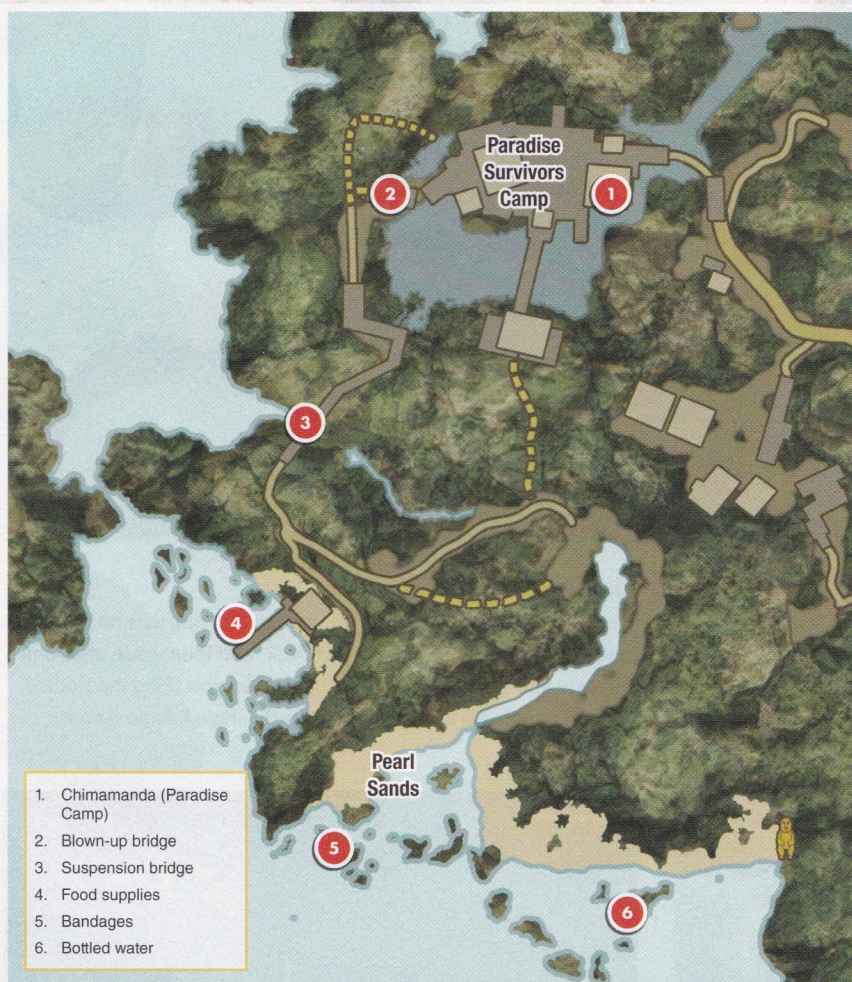 Paradise
Survivors
Camp
1
2
3
4
Pearl
Sands
5
6
1. Chimamanda (Paradise
Camp)
2. Blown-up bridge
3. Suspension bridge
4. Food supplies
5. Bandages
6. Bottled water